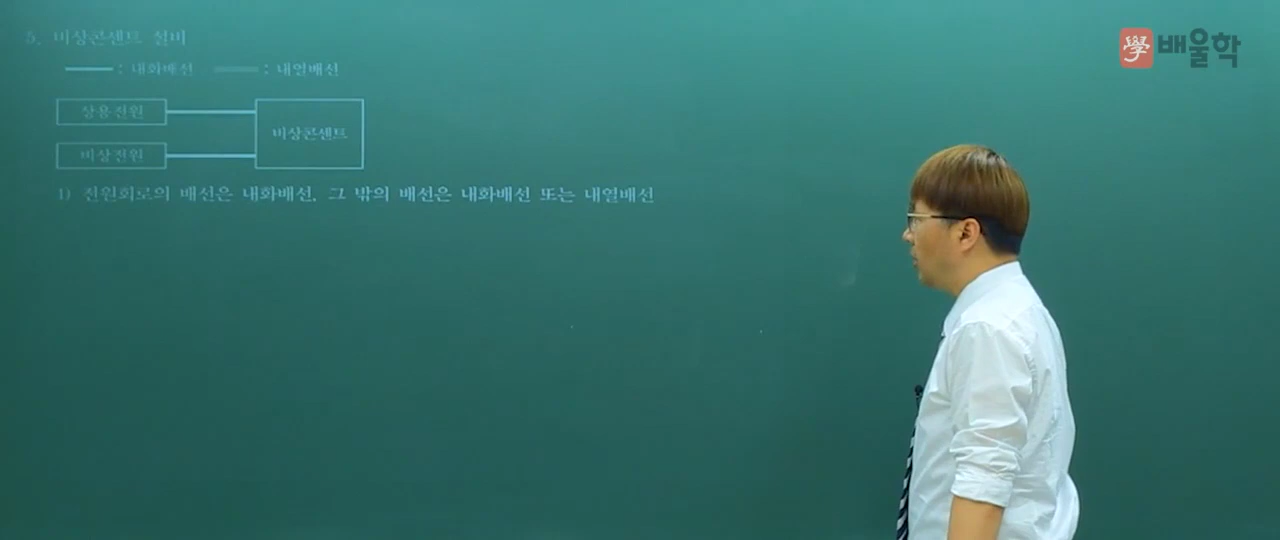 5. 비상콘센트 설비
學 배울학
: 내화배선 : 내열배선
상용전원
비상콘센트
비상전원
1) 전원회로의 배선은 내화배선, 그 밖의 배선은 내화배선 또는 내열배선